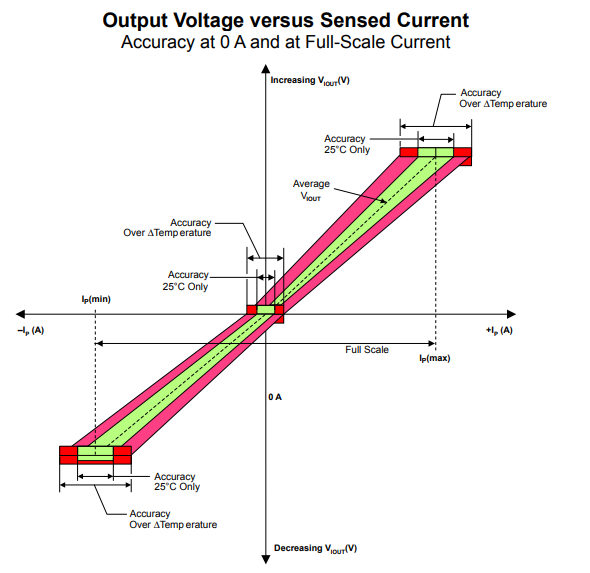 Output Voltage versus Sensed Current
Accuracy at 0 A and at Full-Scale Current
Increasing VIOUT(V)
Accuracy
Over ΔTemp erature
Accuracy
25°C Only
Average
VIOUT
Accuracy
Over ΔTemp erature
Accuracy
25°C Only
IP(min)
–IP (A)
+IP (A)
Full Scale
IP(max)
0 A
Accuracy
25°C Only
Accuracy
Over ΔTemp erature
Decreasing VIOUT(V)